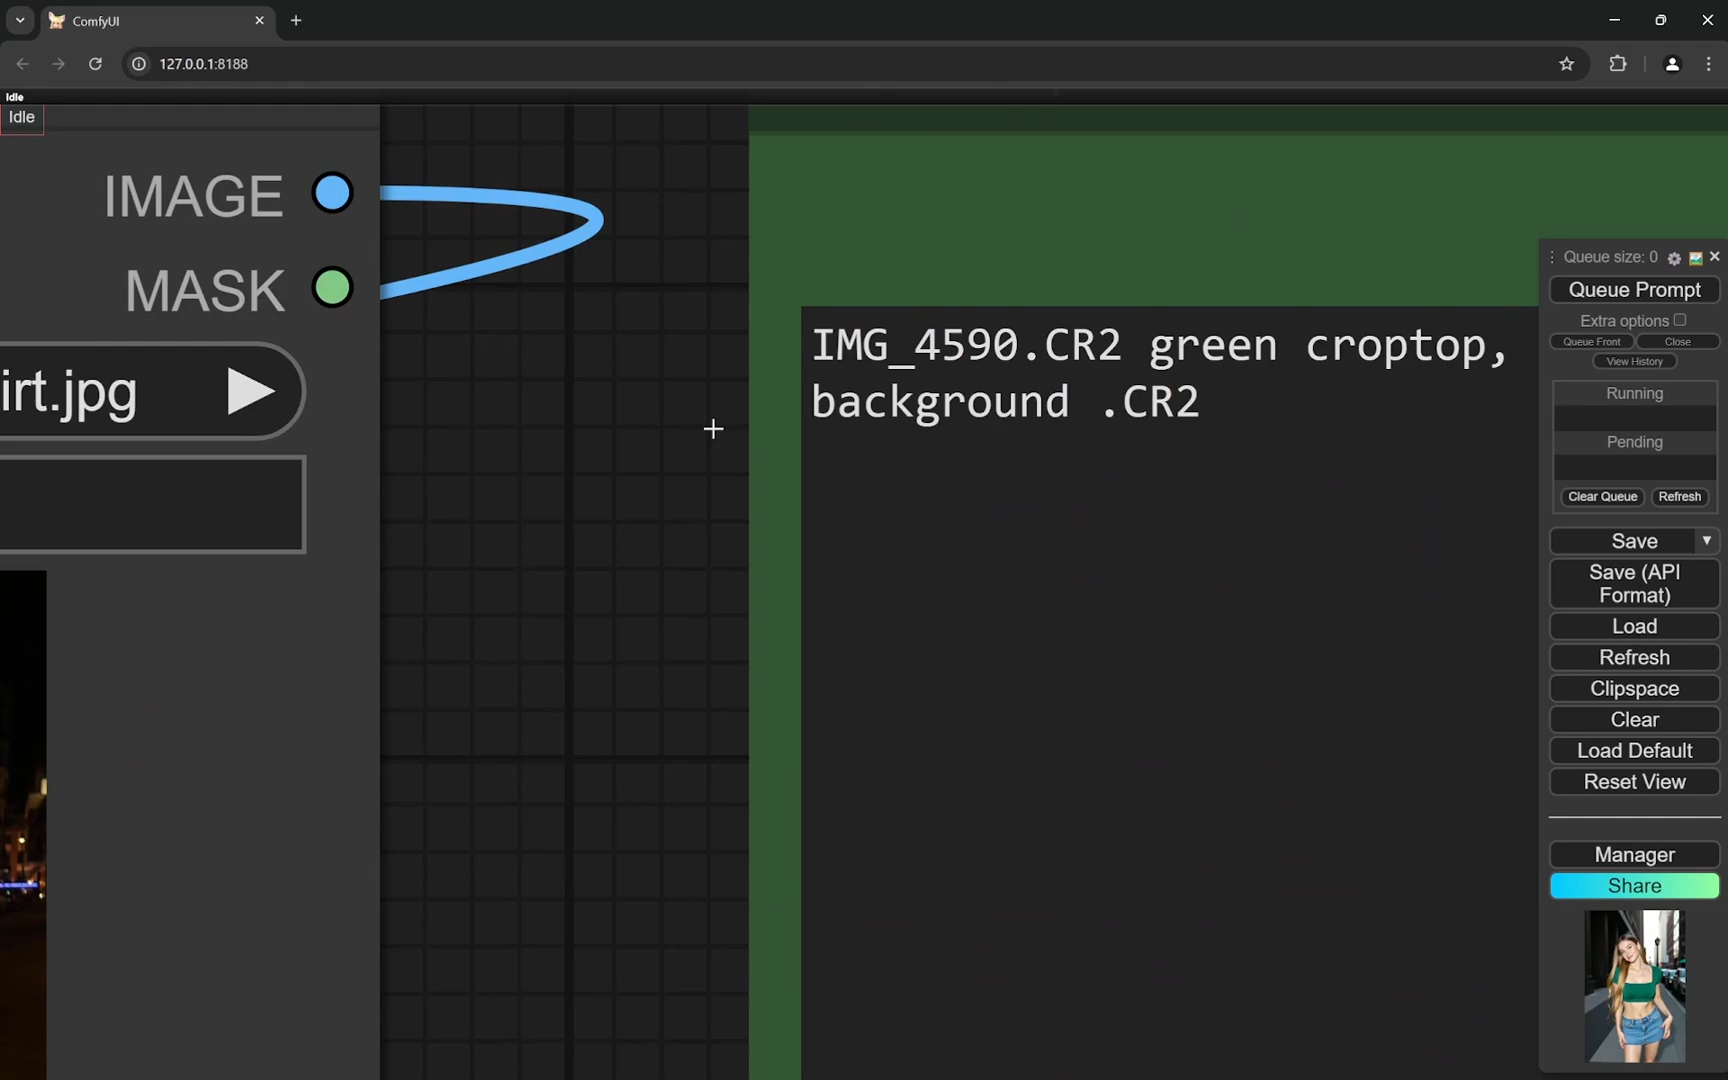 ComfyUI
127.0.0.1:8188
Idle
Idle
IMAGE
MASK
irt.jpg
IMG_4590.CR2 green croptop,
background .CR2
Queue size: 0
Queue Prompt
Extra options
Queue Front
Close
View History
Running
Pending
Clear Queue
Refresh
Save
Save (API
Format)
Load
Refresh
Clipspace
Clear
Load Default
Reset View
Manager
Share